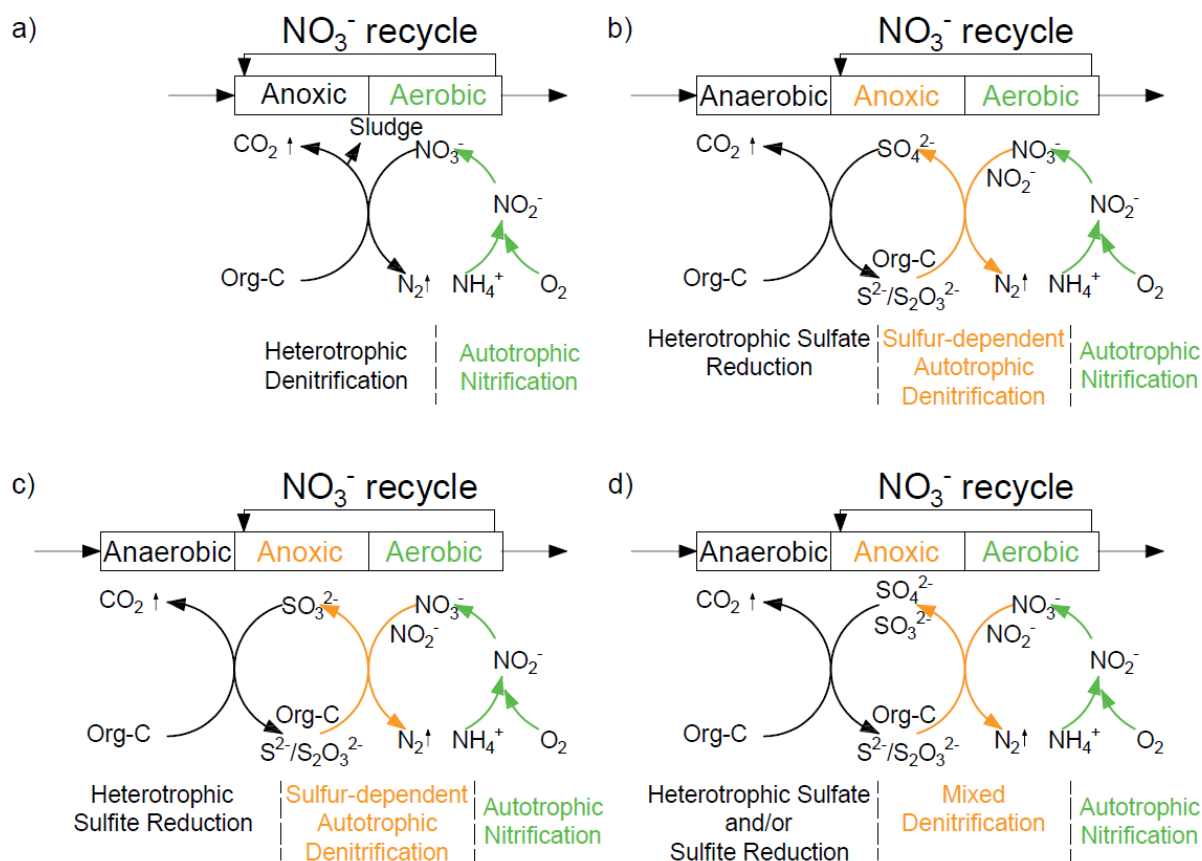 a)
NO₃⁻ recycle
Anoxic Aerobic
CO₂ ↑ Sludge NO₃⁻
NO₂⁻
Org-C N₂↑ NH₄⁺ O₂
Heterotrophic
Denitrification
Autotrophic
Nitrification
b)
NO₃⁻ recycle
Anaerobic Anoxic Aerobic
CO₂ ↑ SO₄²⁻ NO₃⁻
NO₂⁻
NO₂⁻
Org-C
Org-C
S²⁻/S₂O₃²⁻ N₂↑ NH₄⁺ O₂
Heterotrophic Sulfate
Reduction
Sulfur-dependent
Autotrophic
Denitrification
Autotrophic
Nitrification
c)
NO₃⁻ recycle
Anaerobic Anoxic Aerobic
CO₂ ↑ SO₃²⁻ NO₃⁻
NO₂⁻
NO₂⁻
Org-C
Org-C
S²⁻/S₂O₃²⁻ N₂↑ NH₄⁺ O₂
Heterotrophic
Sulfite Reduction
Sulfur-dependent
Autotrophic
Denitrification
Autotrophic
Nitrification
d)
NO₃⁻ recycle
Anaerobic Anoxic Aerobic
CO₂ ↑ SO₄²⁻ NO₃⁻
SO₃²⁻ NO₂⁻
NO₂⁻
Org-C
Org-C
S²⁻/S₂O₃²⁻ N₂↑ NH₄⁺ O₂
Heterotrophic Sulfate
and/or
Sulfite Reduction
Mixed
Denitrification
Autotrophic
Nitrification